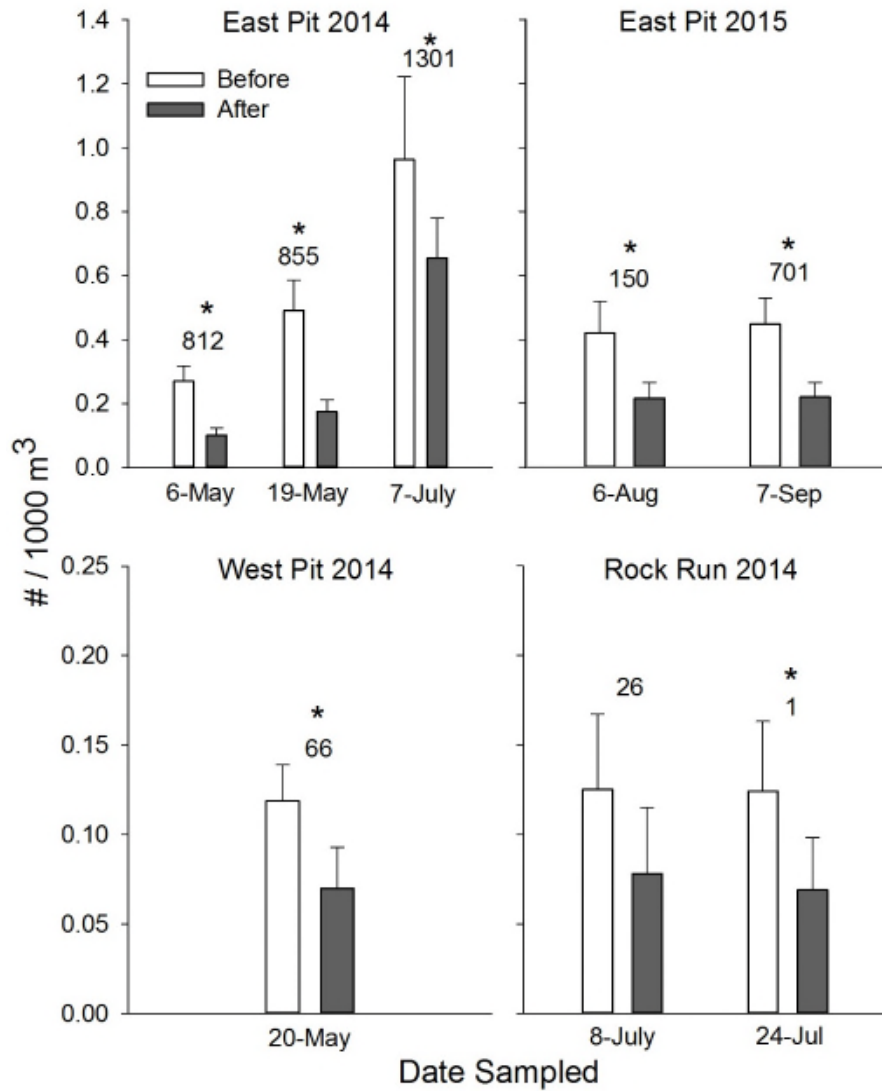 East Pit 2014
East Pit 2015
Before
After
1.4
1.2
1.0
0.8
0.6
0.4
0.2
0.0
*
812
*
855
*
1301
*
150
*
701
6-May
19-May
7-July
6-Aug
7-Sep
# / 1000 m³
West Pit 2014
Rock Run 2014
0.25
0.20
0.15
0.10
0.05
0.00
*
66
26
*
1
20-May
8-July
24-Jul
Date Sampled